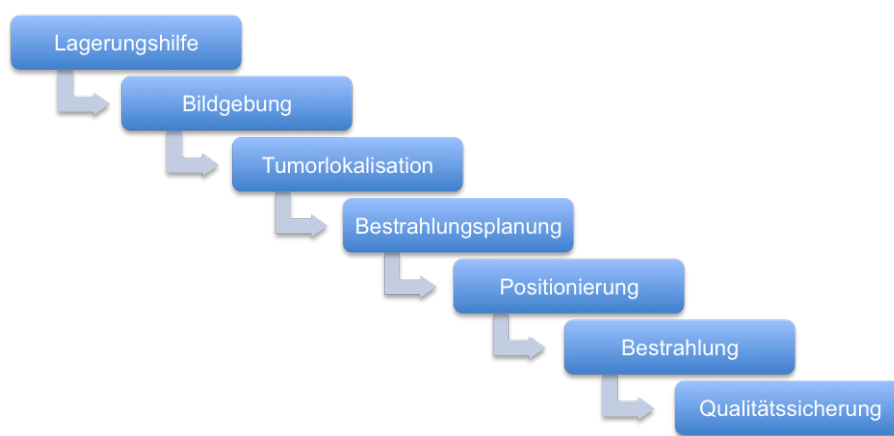 Lagerungshilfe
Bildgebung
Tumorlokalisation
Bestrahlungsplanung
Positionierung
Bestrahlung
Qualitätssicherung